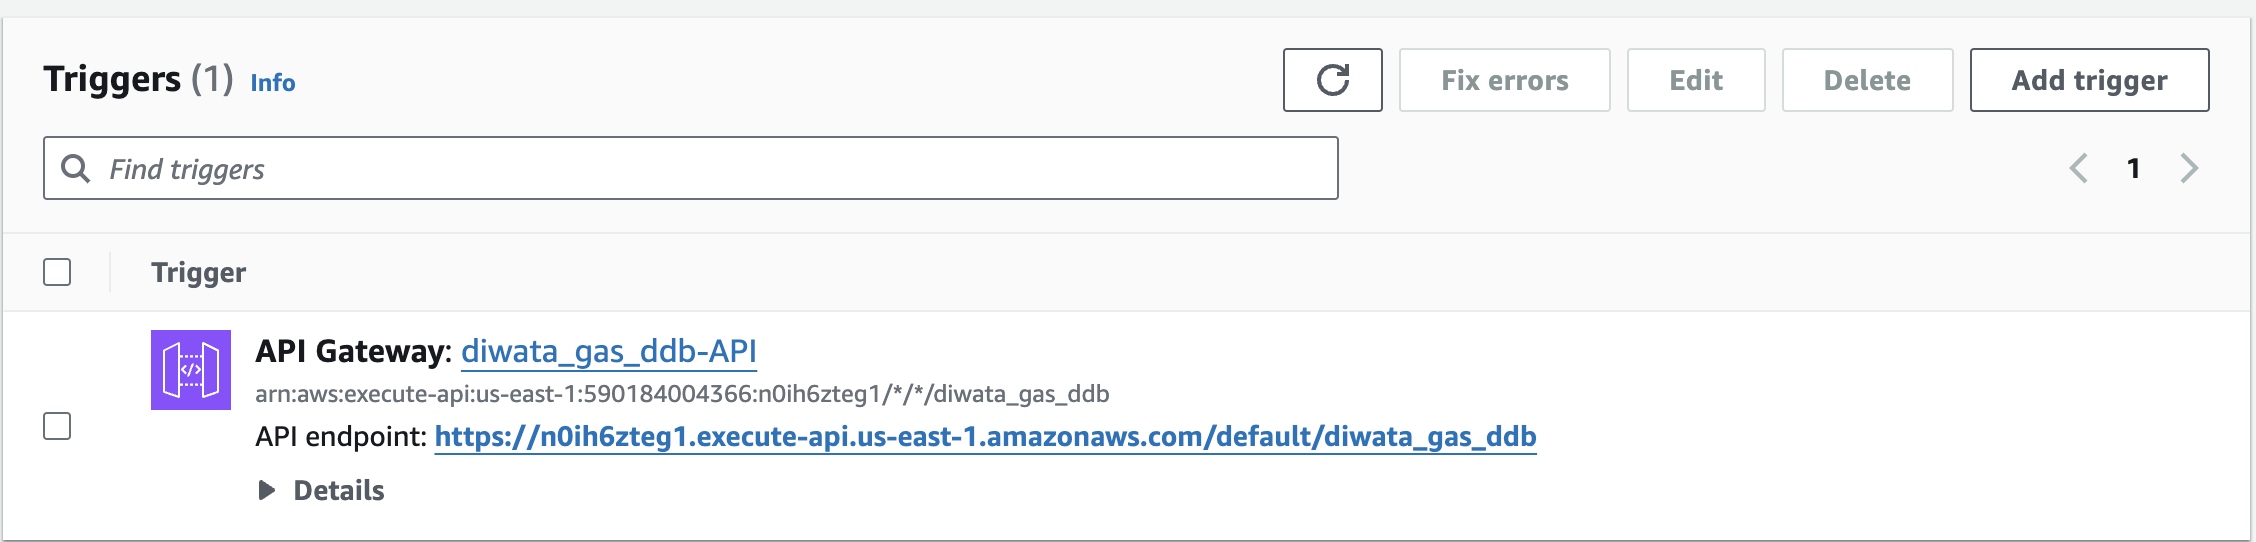 Triggers (1) Info
Fix errors
Edit
Delete
Add trigger
Find triggers
1
Trigger
API Gateway: diwata_gas_ddb-API
arn:aws:execute-api:us-east-1:590184004366:n0ih6zteg1/*/*/diwata_gas_ddb
API endpoint: https://n0ih6zteg1.execute-api.us-east-1.amazonaws.com/default/diwata_gas_ddb
Details